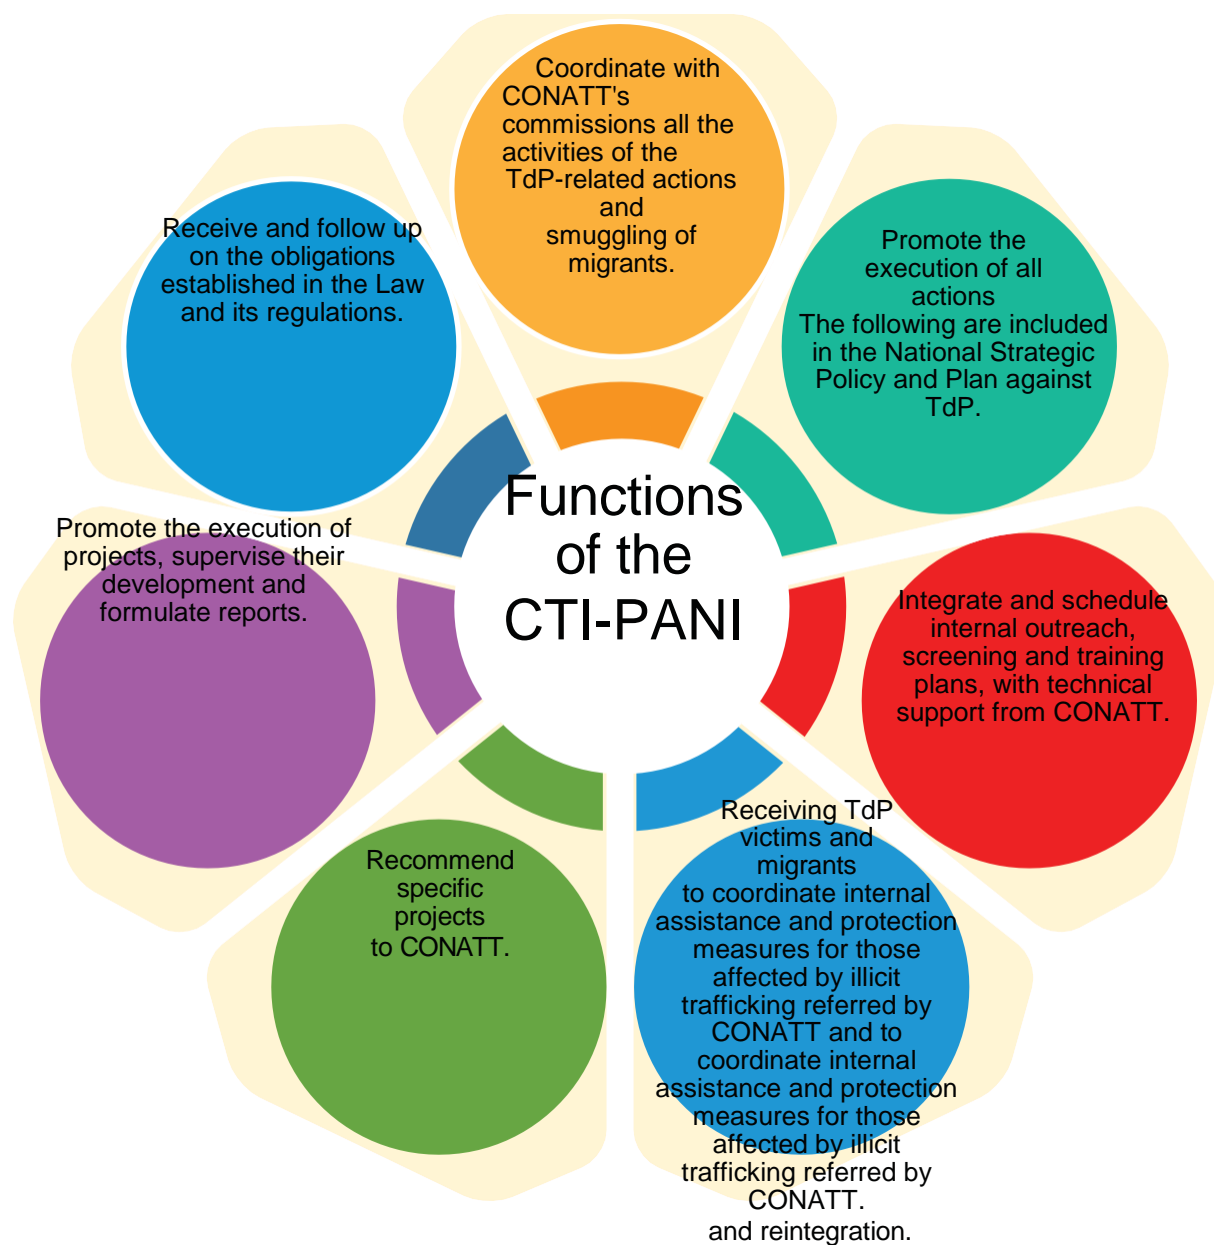 Functions
of the
CTI-PANI
Coordinate with
CONATT's
commissions all the
activities of the
TdP-related actions
and
smuggling of
migrants.
Promote the
execution of all
actions
The following are included
in the National Strategic
Policy and Plan against
TdP.
Integrate and schedule
internal outreach,
screening and training
plans, with technical
support from CONATT.
Receiving TdP
victims and
migrants
to coordinate internal
assistance and protection
measures for those
affected by illicit
trafficking referred by
CONATT and to
coordinate internal
assistance and protection
measures for those
affected by illicit
trafficking referred by
CONATT.
and reintegration.
Recommend
specific
projects
to CONATT.
Promote the execution of
projects, supervise their
development and
formulate reports.
Receive and follow up
on the obligations
established in the Law
and its regulations.